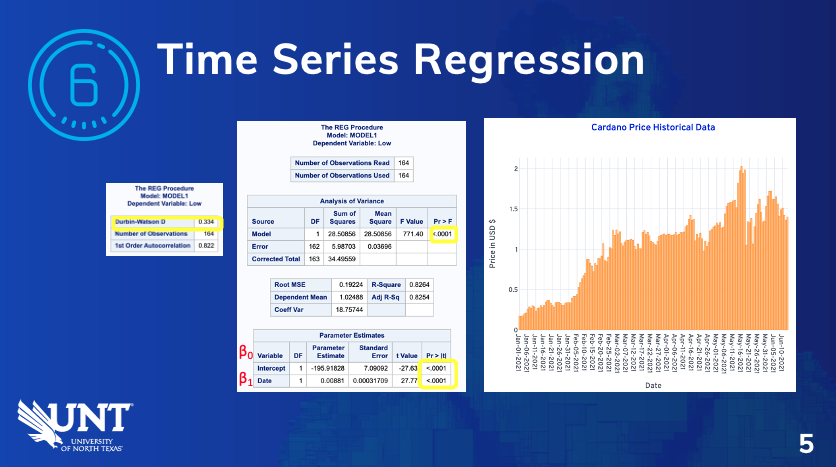 6
Time Series Regression
The REG Procedure
Model: MODEL1
Dependent Variable: Low
Durbin-Watson D 0.334
Number of Observations 164
1st Order Autocorrelation 0.822
The REG Procedure
Model: MODEL1
Dependent Variable: Low
Number of Observations Read 164
Number of Observations Used 164
Analysis of Variance
Source DF Sum of Squares Mean Square F Value Pr > F
Model 1 28.50856 28.50856 771.40 <.0001
Error 162 5.98703 0.03696
Corrected Total 163 34.49559
Root MSE 0.19224 R-Square 0.8264
Dependent Mean 1.02488 Adj R-Sq 0.8254
Coeff Var 18.75744
Parameter Estimates
Variable DF Parameter Estimate Standard Error t Value Pr > |t|
β0 Intercept 1 -195.91828 7.09092 -27.63 <.0001
β1 Date 1 0.00881 0.00031709 27.77 <.0001
Cardano Price Historical Data
Price in USD $
2
1.5
1
0.5
0
Jan-01-2021
Jan-06-2021
Jan-11-2021
Jan-16-2021
Jan-21-2021
Jan-26-2021
Jan-31-2021
Feb-05-2021
Feb-10-2021
Feb-15-2021
Feb-20-2021
Feb-25-2021
Mar-02-2021
Mar-07-2021
Mar-12-2021
Mar-17-2021
Mar-22-2021
Mar-27-2021
Apr-01-2021
Apr-06-2021
Apr-11-2021
Apr-16-2021
Apr-21-2021
Apr-26-2021
May-01-2021
May-06-2021
May-11-2021
May-16-2021
May-21-2021
May-26-2021
May-31-2021
Jun-05-2021
Jun-10-2021
Date
UNT
UNIVERSITY
OF NORTH TEXAS
5